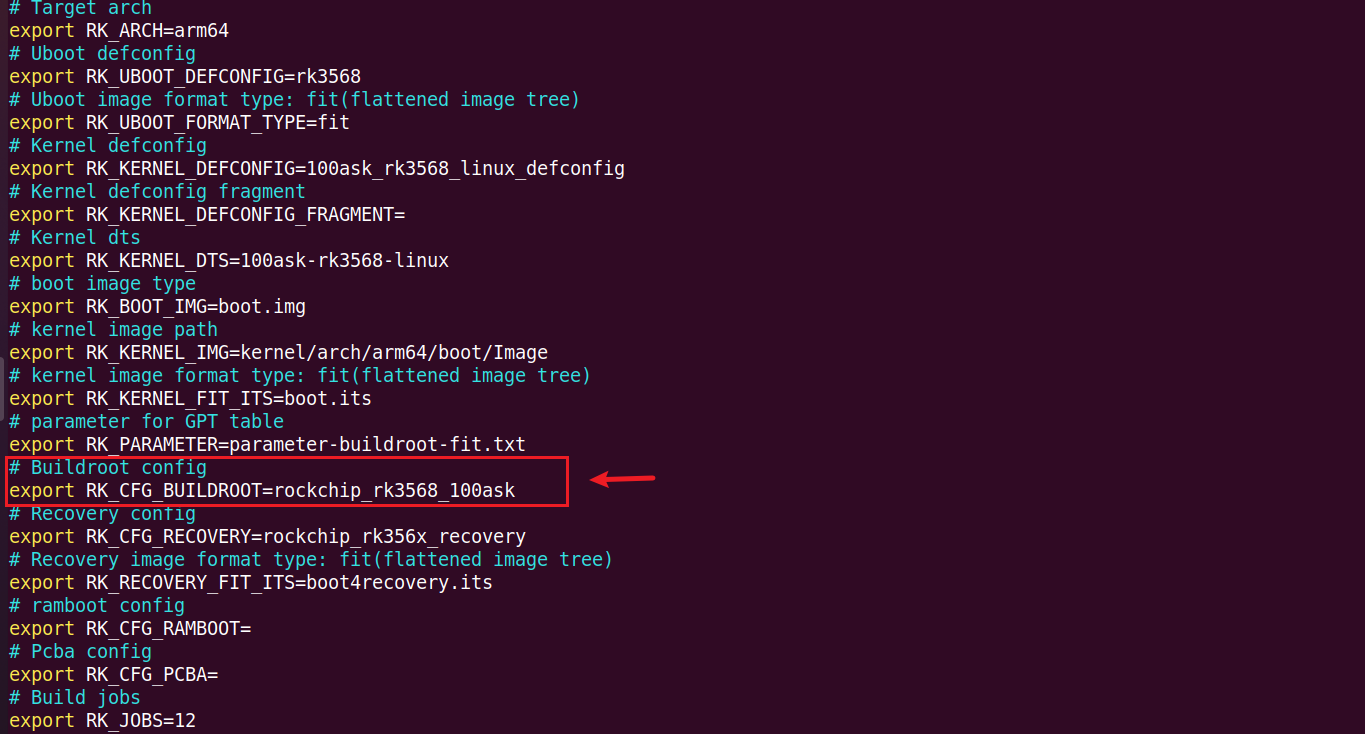 # Target arch
export RK_ARCH=arm64
# Uboot defconfig
export RK_UBOOT_DEFCONFIG=rk3568
# Uboot image format type: fit(flattened image tree)
export RK_UBOOT_FORMAT_TYPE=fit
# Kernel defconfig
export RK_KERNEL_DEFCONFIG=100ask_rk3568_linux_defconfig
# Kernel defconfig fragment
export RK_KERNEL_DEFCONFIG_FRAGMENT=
# Kernel dts
export RK_KERNEL_DTS=100ask-rk3568-linux
# boot image type
export RK_BOOT_IMG=boot.img
# kernel image path
export RK_KERNEL_IMG=kernel/arch/arm64/boot/Image
# kernel image format type: fit(flattened image tree)
export RK_KERNEL_FIT_ITS=boot.its
# parameter for GPT table
export RK_PARAMETER=parameter-buildroot-fit.txt
# Buildroot config
export RK_CFG_BUILDROOT=rockchip_rk3568_100ask
# Recovery config
export RK_CFG_RECOVERY=rockchip_rk356x_recovery
# Recovery image format type: fit(flattened image tree)
export RK_RECOVERY_FIT_ITS=boot4recovery.its
# ramboot config
export RK_CFG_RAMBOOT=
# Pcba config
export RK_CFG_PCBA=
# Build jobs
export RK_JOBS=12